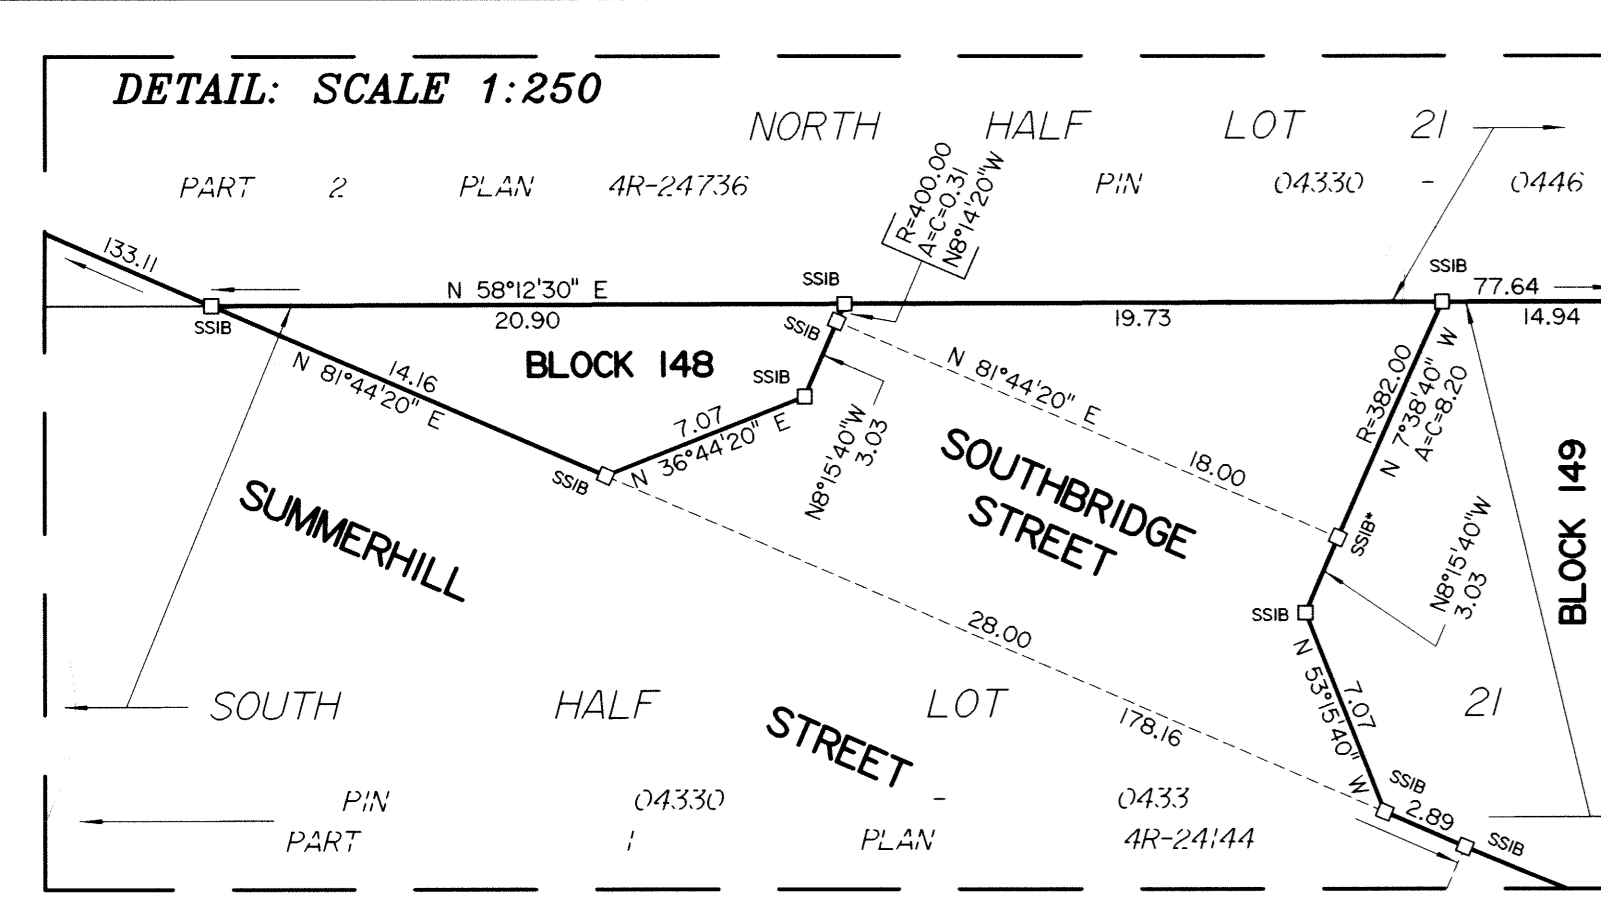 DETAIL: SCALE 1:250
NORTH HALF LOT 21
PART 2 PLAN 4R-24736
PIN 04330 - 0446
R=400.00
A=C=0.31
N8°14'20"W
133.11
N 58°12'30" E
20.90
SSIB
SSIB
SSIB
SSIB
77.64
19.73
14.94
SSIB
BLOCK 148
14.16
N 81°44'20" E
SSIB
7.07
N 36°44'20" E
SSIB
N8°15'40"W
3.03
N 81°44'20" E
18.00
R=382.00
N 7°38'40" W
A=C=8.20
SOUTHBRIDGE
STREET
SSIB*
N8°15'40"W
3.03
BLOCK 149
SUMMERHILL
28.00
SSIB
N 53°15'40" W
7.07
SOUTH HALF LOT 21
STREET
178.16
SSIB
2.89
SSIB
PIN 04330 - 0433
PART 1 PLAN 4R-24144